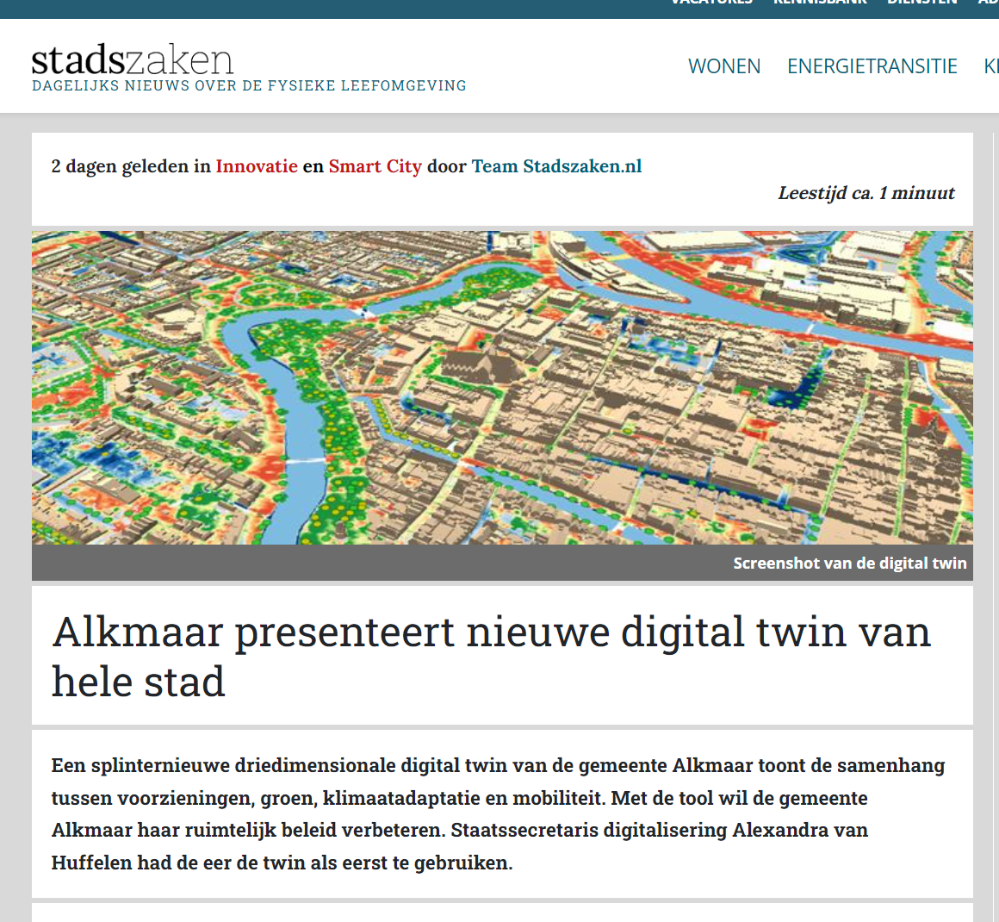 VACATURES KENNISBANK DIENSTEN
stadszaken
DAGELIJKS NIEUWS OVER DE FYSIEKE LEEFOMGEVING
WONEN ENERGIETRANSITIE
2 dagen geleden in Innovatie en Smart City door Team Stadszaken.nl
Leestijd ca. 1 minuut
Screenshot van de digital twin
Alkmaar presenteert nieuwe digital twin van
hele stad
Een splinternieuwe driedimensionale digital twin van de gemeente Alkmaar toont de samenhang
tussen voorzieningen, groen, klimaatadaptatie en mobiliteit. Met de tool wil de gemeente
Alkmaar haar ruimtelijk beleid verbeteren. Staatssecretaris digitalisering Alexandra van
Huffelen had de eer de twin als eerst te gebruiken.